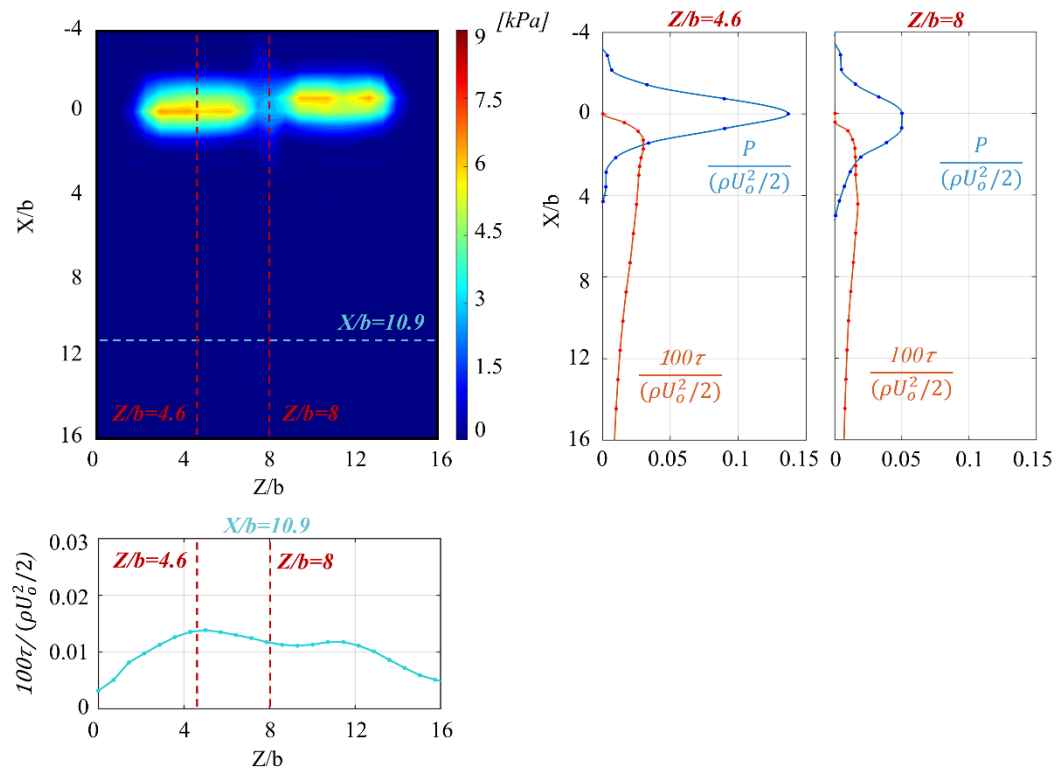 [kPa]
-4
0
4
8
12
16
X/b
0
4
8
12
16
Z/b
X/b=10.9
Z/b=4.6
Z/b=8
9
7.5
6
4.5
3
1.5
0
Z/b=4.6
-4
0
4
8
12
16
X/b
P
(ρU_o^2/2)
100τ
(ρU_o^2/2)
0
0.05
0.1
0.15
Z/b=8
P
(ρU_o^2/2)
100τ
(ρU_o^2/2)
0
0.05
0.1
0.15
X/b=10.9
0.03
0.02
0.01
0
100τ/(ρU_o^2/2)
Z/b=4.6
Z/b=8
0
4
8
12
16
Z/b